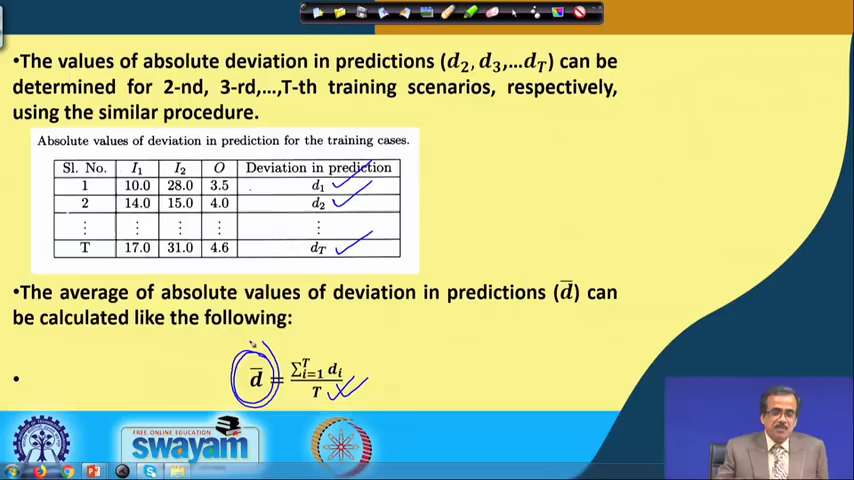 •The values of absolute deviation in predictions (d₂, d₃,...d_T) can be
determined for 2-nd, 3-rd,...,T-th training scenarios, respectively,
using the similar procedure.
Absolute values of deviation in prediction for the training cases.
Sl. No. I₁ I₂ O Deviation in prediction
1 10.0 28.0 3.5 d₁
2 14.0 15.0 4.0 d₂
⋮ ⋮ ⋮ ⋮ ⋮
T 17.0 31.0 4.6 d_T
•The average of absolute values of deviation in predictions (d̅) can
be calculated like the following:
• d̅ = ∑ᵢ₌₁ᵀ dᵢ / T
FREE ONLINE EDUCATION
swayam